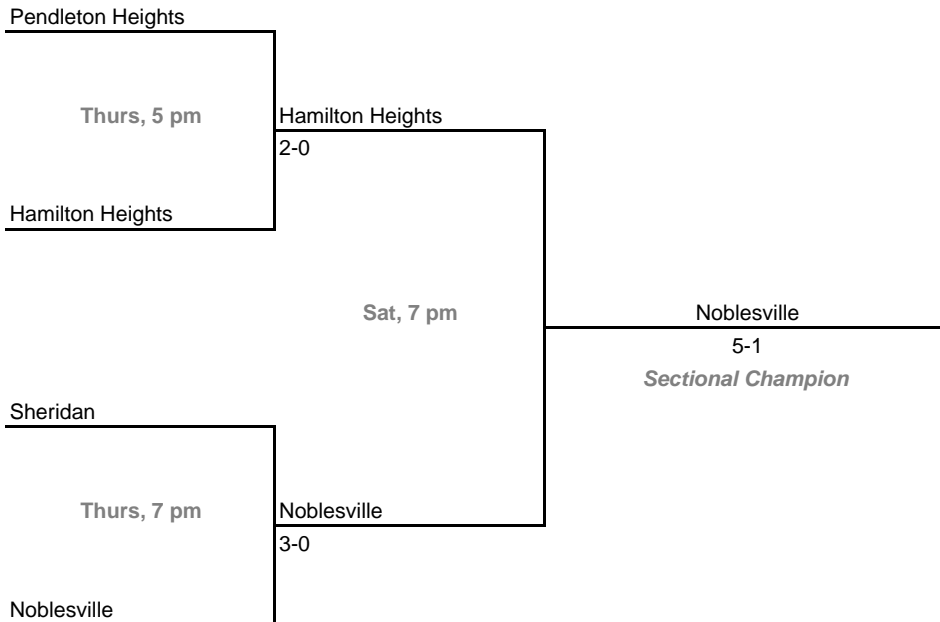 Pendleton Heights
Thurs, 5 pm
Hamilton Heights
2-0
Hamilton Heights
Sat, 7 pm
Noblesville
5-1
Sectional Champion
Sheridan
Thurs, 7 pm
Noblesville
3-0
Noblesville